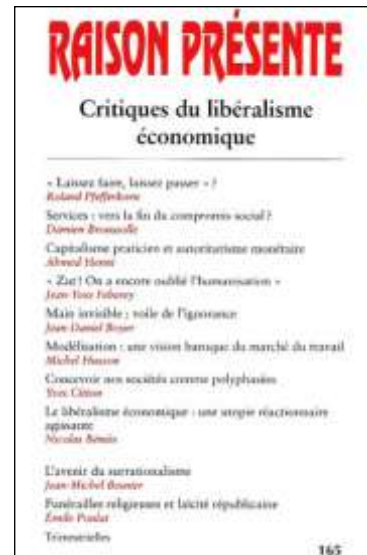 RAISON PRÉSENTE
Critiques du libéralisme
économique
« Laissez faire, laissez passer » ?
Roland Pfefferkorn
Services : vers la fin du compromis social ?
Damien
Capitalisme praticien et autoritarisme monétaire
Ahmed Henni
« Zut ! On a encore oublié l'humanisation »
Jean-Yves
Main invisible : voile de l'ignorance
Jean-Daniel Boyer
Modélisation : une vision baroque du marché du travail
Michel Husson
Concevoir nos sociétés comme polyphasées
Yves Citton
Le libéralisme économique : une utopie réactionnaire
agissante
Nicolas Bénies
L'avenir du surrationalisme
Jean-Michel Besnier
Funérailles religieuses et laïcité républicaine
Émile Poulat
Trimestrielles
165